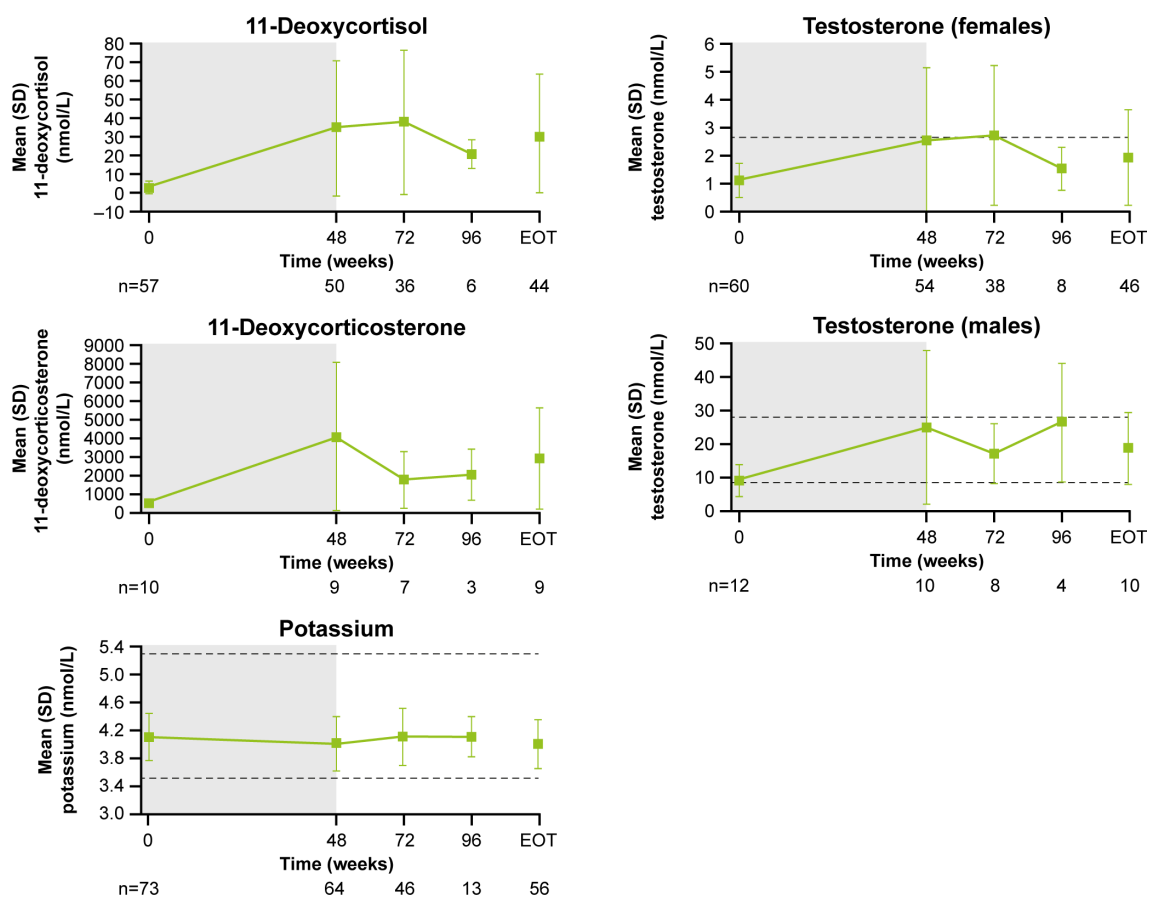 11-Deoxycortisol
Mean (SD)
11-deoxycortisol
(nmol/L)
80
70
60
50
40
30
20
10
0
–10
0 48 72 96 EOT
Time (weeks)
n=57 50 36 6 44
Testosterone (females)
Mean (SD)
testosterone (nmol/L)
6
5
4
3
2
1
0
0 48 72 96 EOT
Time (weeks)
n=60 54 38 8 46
11-Deoxycorticosterone
Mean (SD)
11-deoxycorticosterone
(nmol/L)
9000
8000
7000
6000
5000
4000
3000
2000
1000
0
0 48 72 96 EOT
Time (weeks)
n=10 9 7 3 9
Testosterone (males)
Mean (SD)
testosterone (nmol/L)
50
40
30
20
10
0
0 48 72 96 EOT
Time (weeks)
n=12 10 8 4 10
Potassium
Mean (SD)
potassium (nmol/L)
5.4
5.0
4.6
4.2
3.8
3.4
3.0
0 48 72 96 EOT
Time (weeks)
n=73 64 46 13 56